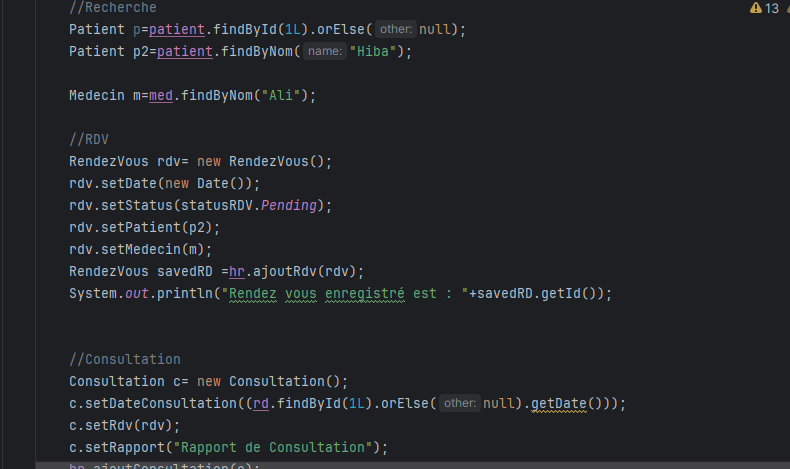 //Recherche
13
Patient p=patient.findById(1L).orElse( other: null);
Patient p2=patient.findByNom( name: "Hiba");
Medecin m=med.findByNom("Ali");
//RDV
RendezVous rdv= new RendezVous();
rdv.setDate(new Date());
rdv.setStatus(statusRDV.Pending);
rdv.setPatient(p2);
rdv.setMedecin(m);
RendezVous savedRD =hr.ajoutRdv(rdv);
System.out.println("Rendez vous enregistré est : "+savedRD.getId());
//Consultation
Consultation c= new Consultation();
c.setDateConsultation((rd.findById(1L).orElse( other: null).getDate()));
c.setRdv(rdv);
c.setRapport("Rapport de Consultation");
hr.ajoutConsultation(c);